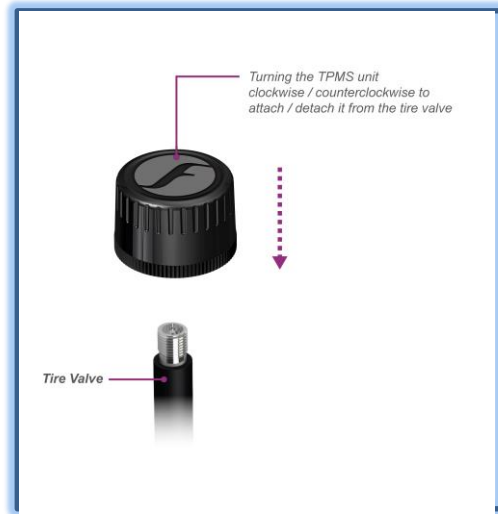 Turning the TPMS unit
clockwise / counterclockwise to
attach / detach it from the tire valve
Tire Valve